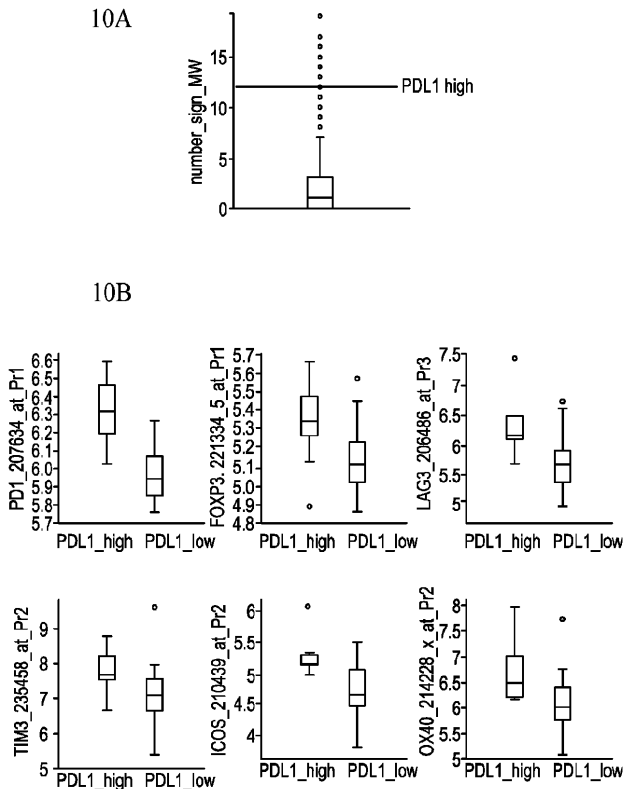 10A
number_sign_MW
15
10
5
0
PDL1 high
10B
PD1_207634_at_Pr1
6.6
6.5
6.4
6.3
6.2
6.1
6.0
5.9
5.8
5.7
PDL1_high PDL1_low
FOXP3. 221334_5_at_Pr1
5.7
5.6
5.5
5.4
5.3
5.2
5.1
5.0
4.9
4.8
PDL1_high PDL1_low
LAG3_206486_at_Pr3
7.5
7
6.5
6
5.5
5
PDL1_high PDL1_low
TIM3_235458_at_Pr2
9
8
7
6
5
PDL1_high PDL1_low
ICOS_210439_at_Pr2
6
5.5
5
4.5
4
PDL1_high PDL1_low
OX40_214228_x_at_Pr2
8
7.5
7
6.5
6
5.5
5
PDL1_high PDL1_low